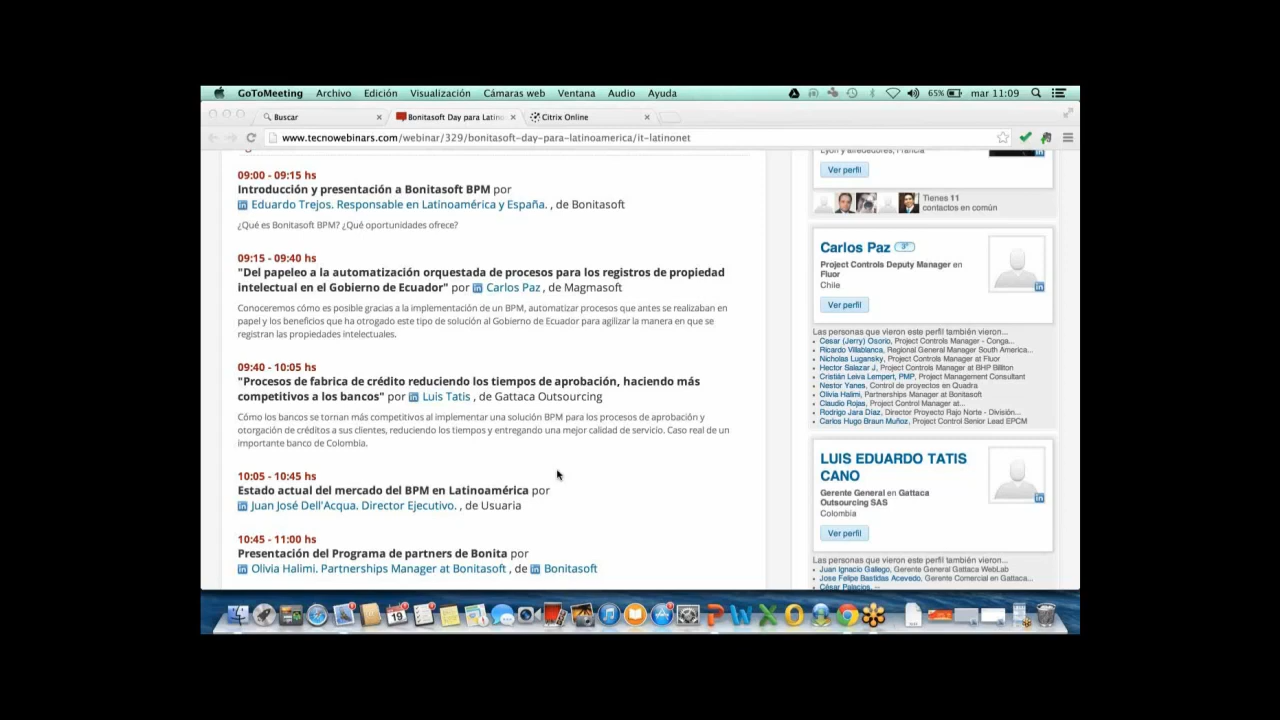 GoToMeeting Archivo Edición Visualización Cámaras web Ventana Audio Ayuda 65% mar 11:09
Buscar
Bonitasoft Day para Latino
Citrix Online
www.tecnowebinars.com/webinar/329/bonitasoft-day-para-latinoamerica/it-latinonet
09:00 - 09:15 hs
Introducción y presentación a Bonitasoft BPM por
Eduardo Trejos. Responsable en Latinoamérica y España. , de Bonitasoft
¿Qué es Bonitasoft BPM? ¿Qué oportunidades ofrece?
09:15 - 09:40 hs
"Del papeleo a la automatización orquestada de procesos para los registros de propiedad
intelectual en el Gobierno de Ecuador" por Carlos Paz , de Magmasoft
Conoceremos cómo es posible gracias a la implementación de un BPM, automatizar procesos que antes se realizaban en
papel y los beneficios que ha otrogado este tipo de solución al Gobierno de Ecuador para agilizar la manera en que se
registran las propiedades intelectuales.
09:40 - 10:05 hs
"Procesos de fabrica de crédito reduciendo los tiempos de aprobación, haciendo más
competitivos a los bancos" por Luis Tatis , de Gattaca Outsourcing
Cómo los bancos se tornan más competitivos al implementar una solución BPM para los procesos de aprobación y
otorgación de créditos a sus clientes, reduciendo los tiempos y entregando una mejor calidad de servicio. Caso real de un
importante banco de Colombia.
10:05 - 10:45 hs
Estado actual del mercado del BPM en Latinoamérica por
Juan José Dell'Acqua. Director Ejecutivo. , de Usuaria
10:45 - 11:00 hs
Presentación del Programa de partners de Bonita por
Olivia Halimi. Partnerships Manager at Bonitasoft , de Bonitasoft
Lyon y alrededores, Francia
Ver perfil
Tienes 11
contactos en común
Carlos Paz 3º
Project Controls Deputy Manager en
Fluor
Chile
Ver perfil
Las personas que vieron este perfil también vieron...
Cesar (Jerry) Osorio, Project Controls Manager - Conga...
Ricardo Villablanca, Regional General Manager South America...
Nicholas Lugansky, Project Controls Manager at Fluor
Hector Salazar J, Project Controls Manager at BHP Billiton
Cristián Leiva Lempert, PMP, Project Management Consultant
Nestor Yanes, Control de proyectos en Quadra
Olivia Halimi, Partnerships Manager at Bonitasoft
Claudio Rojas, Project Control Manager at...
Rodrigo Jara Díaz, Director Proyecto Rajo Norte - División...
Carlos Hugo Braun Muñoz, Project Control Senior Lead EPCM
LUIS EDUARDO TATIS
CANO
Gerente General en Gattaca
Outsourcing SAS
Colombia
Ver perfil
Las personas que vieron este perfil también vieron...
Juan Ignacio Gallego, Gerente General Gattaca WebLab
Jose Felipe Bastidas Acevedo, Gerente Comercial en Gattaca...
César Palacios, --
19